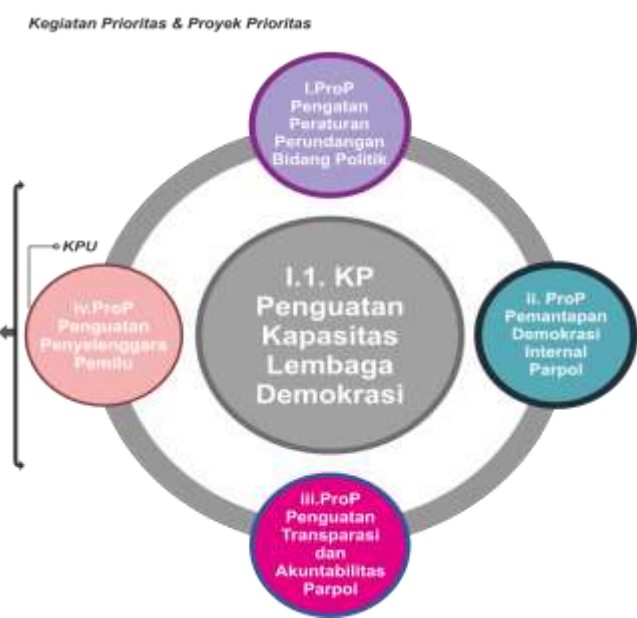 Kegiatan Prioritas & Proyek Prioritas
I.ProP
Pengatan
Peraturan
Perundangan
Bidang Politik
KPU
I.1. KP
Penguatan
Kapasitas
Lembaga
Demokrasi
ii. ProP
Pemantapan
Demokrasi
Internal
Parpol
iii.ProP
Penguatan
Transparasi
dan
Akuntabilitas
Parpol
iv.ProP
Penguatan
Penyelenggara
Pemilu